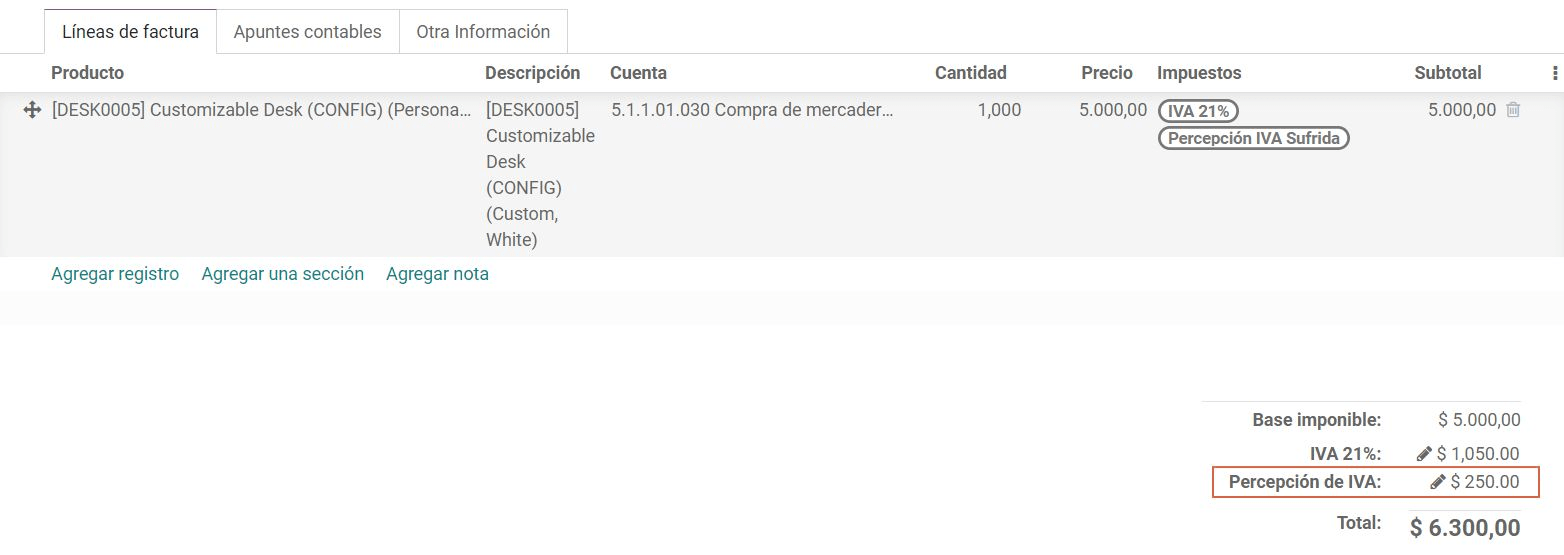 Líneas de factura Apuntes contables Otra Información
Producto Descripción Cuenta Cantidad Precio Impuestos Subtotal
[DESK0005] Customizable Desk (CONFIG) (Persona... [DESK0005] 5.1.1.01.030 Compra de mercader... 1,000 5.000,00 IVA 21% 5.000,00
Customizable Percepción IVA Sufrida
Desk
(CONFIG)
(Custom,
White)
Agregar registro Agregar una sección Agregar nota
Base imponible: $ 5.000,00
IVA 21%: $ 1,050.00
Percepción de IVA: $ 250.00
Total: $ 6.300,00